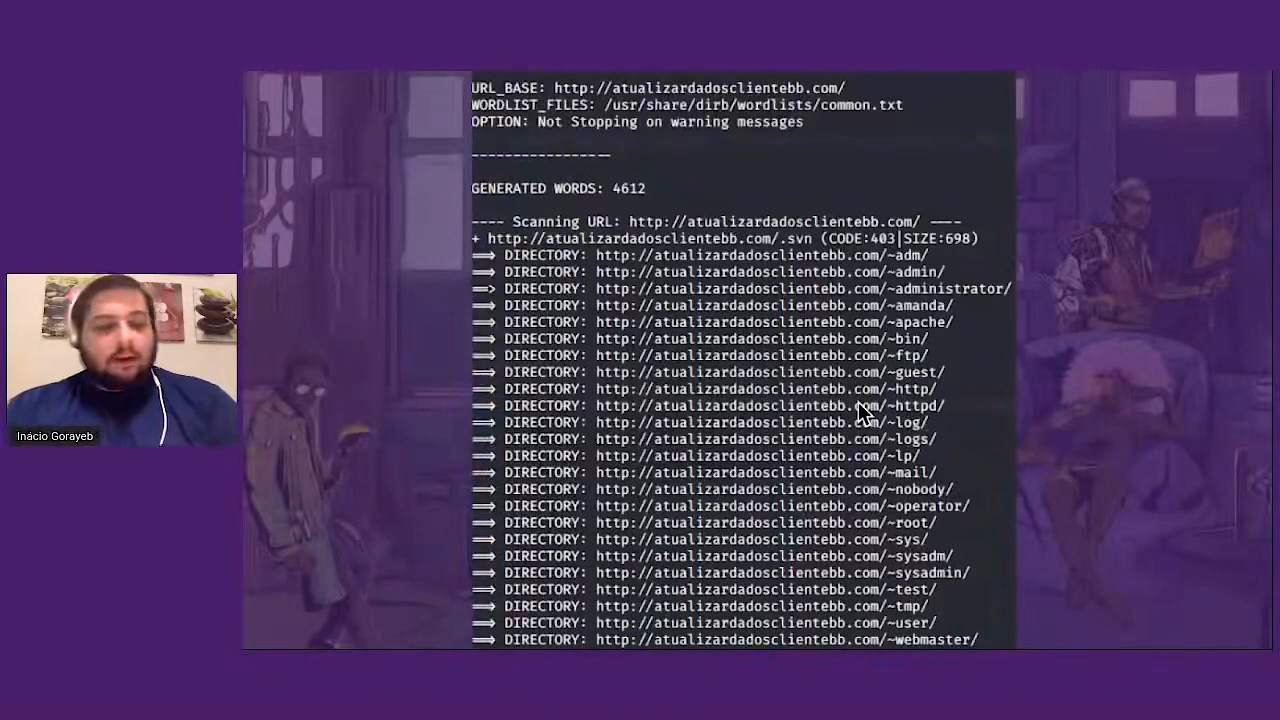 URL_BASE: http://atualizardadosclientebb.com/
WORDLIST_FILES: /usr/share/dirb/wordlists/common.txt
OPTION: Not Stopping on warning messages
-----------------
GENERATED WORDS: 4612
---- Scanning URL: http://atualizardadosclientebb.com/ ----
+ http://atualizardadosclientebb.com/.svn (CODE:403|SIZE:698)
==> DIRECTORY: http://atualizardadosclientebb.com/~adm/
==> DIRECTORY: http://atualizardadosclientebb.com/~admin/
==> DIRECTORY: http://atualizardadosclientebb.com/~administrator/
==> DIRECTORY: http://atualizardadosclientebb.com/~amanda/
==> DIRECTORY: http://atualizardadosclientebb.com/~apache/
==> DIRECTORY: http://atualizardadosclientebb.com/~bin/
==> DIRECTORY: http://atualizardadosclientebb.com/~ftp/
==> DIRECTORY: http://atualizardadosclientebb.com/~guest/
==> DIRECTORY: http://atualizardadosclientebb.com/~http/
==> DIRECTORY: http://atualizardadosclientebb.com/~httpd/
==> DIRECTORY: http://atualizardadosclientebb.com/~log/
==> DIRECTORY: http://atualizardadosclientebb.com/~logs/
==> DIRECTORY: http://atualizardadosclientebb.com/~lp/
==> DIRECTORY: http://atualizardadosclientebb.com/~mail/
==> DIRECTORY: http://atualizardadosclientebb.com/~nobody/
==> DIRECTORY: http://atualizardadosclientebb.com/~operator/
==> DIRECTORY: http://atualizardadosclientebb.com/~root/
==> DIRECTORY: http://atualizardadosclientebb.com/~sys/
==> DIRECTORY: http://atualizardadosclientebb.com/~sysadm/
==> DIRECTORY: http://atualizardadosclientebb.com/~sysadmin/
==> DIRECTORY: http://atualizardadosclientebb.com/~test/
==> DIRECTORY: http://atualizardadosclientebb.com/~tmp/
==> DIRECTORY: http://atualizardadosclientebb.com/~user/
==> DIRECTORY: http://atualizardadosclientebb.com/~webmaster/
Inácio Gorayeb